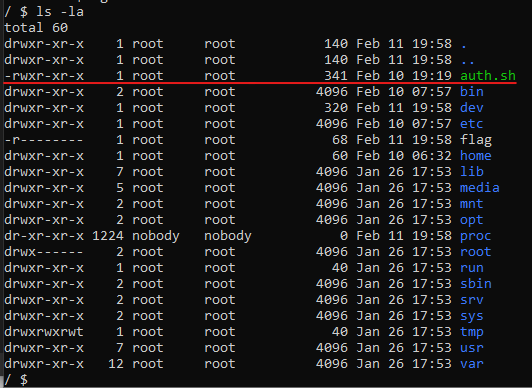 / $ ls -la
total 60
drwxr-xr-x    1 root     root           140 Feb 11 19:58 .
drwxr-xr-x    1 root     root           140 Feb 11 19:58 ..
-rwxr-xr-x    1 root     root           341 Feb 10 19:19 auth.sh
drwxr-xr-x    2 root     root          4096 Feb 10 07:57 bin
drwxr-xr-x    1 root     root           320 Feb 11 19:58 dev
drwxr-xr-x    1 root     root          4096 Feb 10 07:57 etc
-r--------    1 root     root            68 Feb 11 19:58 flag
drwxr-xr-x    1 root     root            60 Feb 10 06:32 home
drwxr-xr-x    7 root     root          4096 Jan 26 17:53 lib
drwxr-xr-x    5 root     root          4096 Jan 26 17:53 media
drwxr-xr-x    2 root     root          4096 Jan 26 17:53 mnt
drwxr-xr-x    2 root     root          4096 Jan 26 17:53 opt
dr-xr-xr-x 1224 nobody   nobody           0 Feb 11 19:58 proc
drwx------    2 root     root          4096 Jan 26 17:53 root
drwxr-xr-x    1 root     root            40 Jan 26 17:53 run
drwxr-xr-x    2 root     root          4096 Jan 26 17:53 sbin
drwxr-xr-x    2 root     root          4096 Jan 26 17:53 srv
drwxr-xr-x    2 root     root          4096 Jan 26 17:53 sys
drwxrwxrwt    1 root     root            40 Jan 26 17:53 tmp
drwxr-xr-x    7 root     root          4096 Jan 26 17:53 usr
drwxr-xr-x   12 root     root          4096 Jan 26 17:53 var
/ $